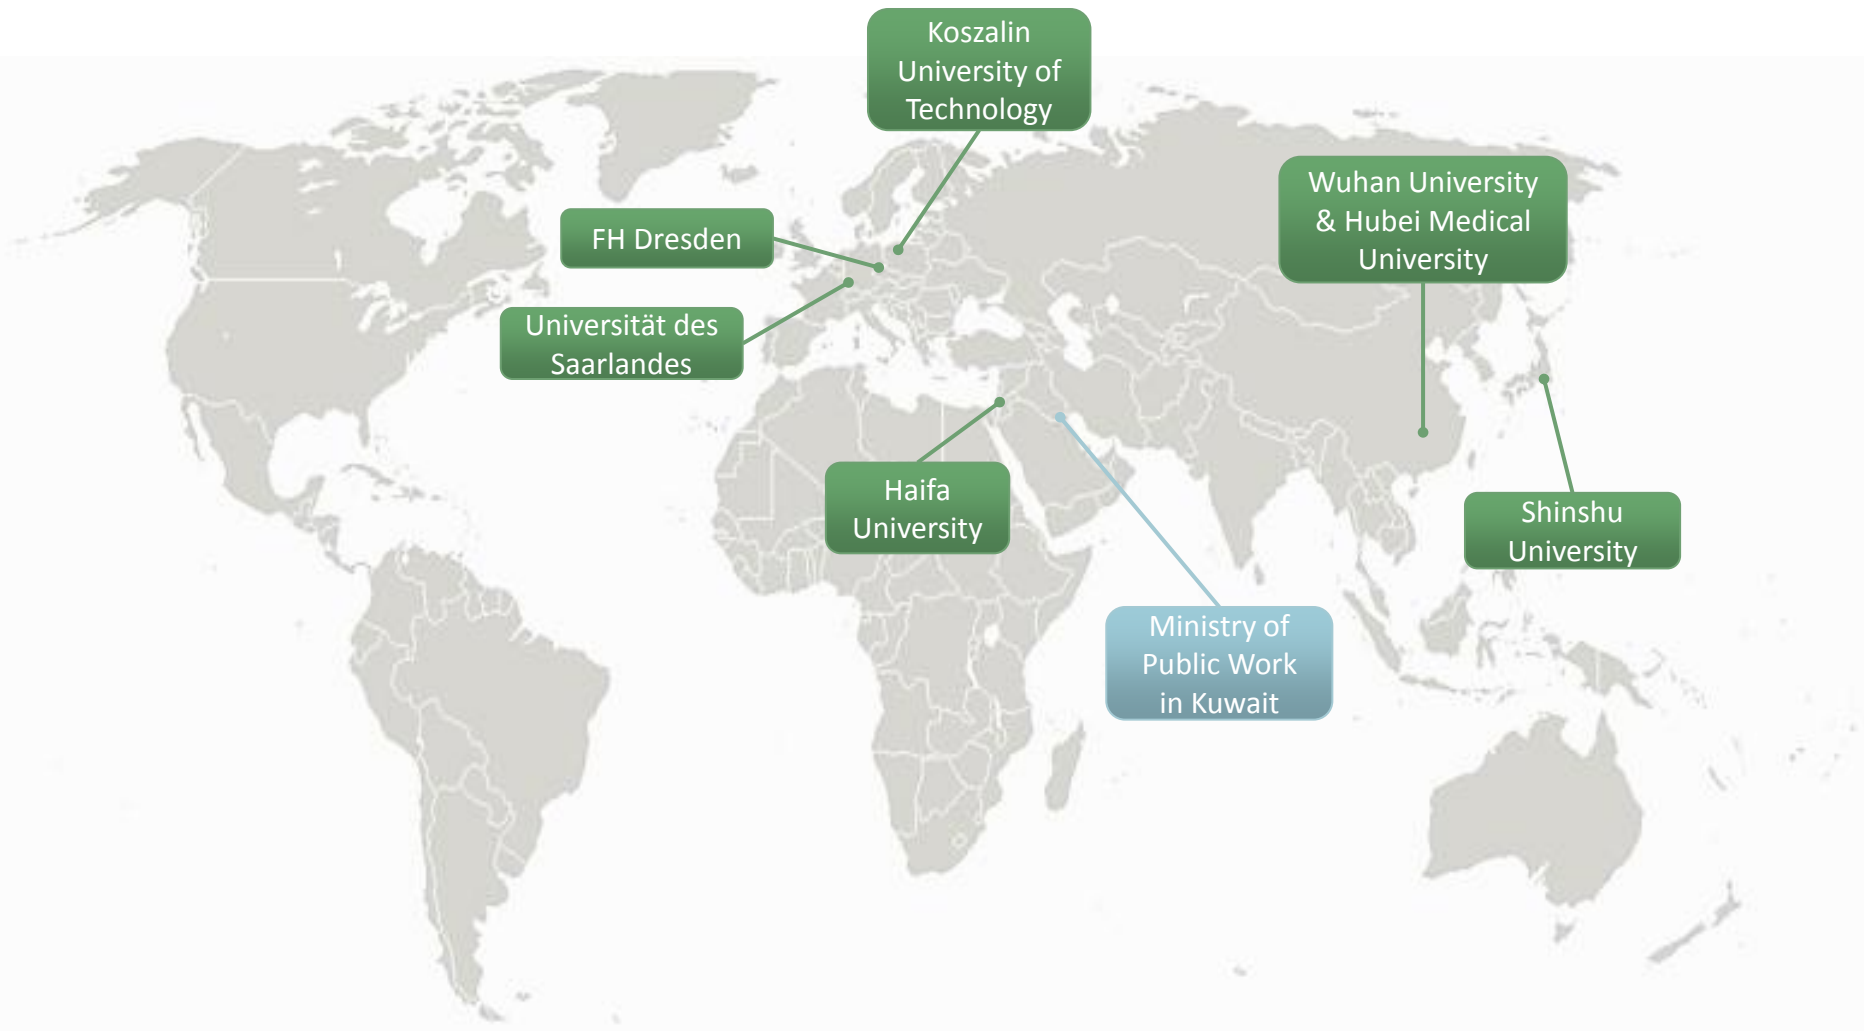 Koszalin
University of
Technology
Wuhan University
& Hubei Medical
University
FH Dresden
Universität des
Saarlandes
Haifa
University
Shinshu
University
Ministry of
Public Work
in Kuwait